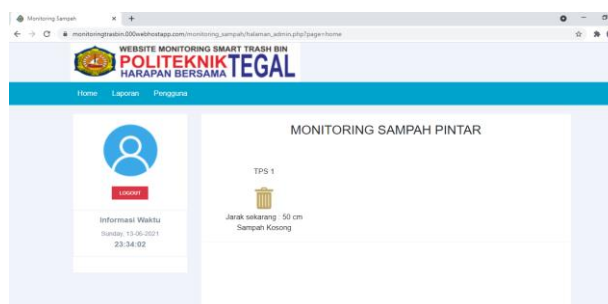 Monitoring Sampah
monitoringtrasbin.000webhostapp.com/monitoring_sampah/halaman_admin.php?page=home
WEBSITE MONITORING SMART TRASH BIN
POLITEKNIK TEGAL
HARAPAN BERSAMA
Home Laporan Pengguna
LOGOUT
Informasi Waktu
Sunday, 13-06-2021
23:34:02
MONITORING SAMPAH PINTAR
TPS 1
Jarak sekarang : 50 cm
Sampah Kosong